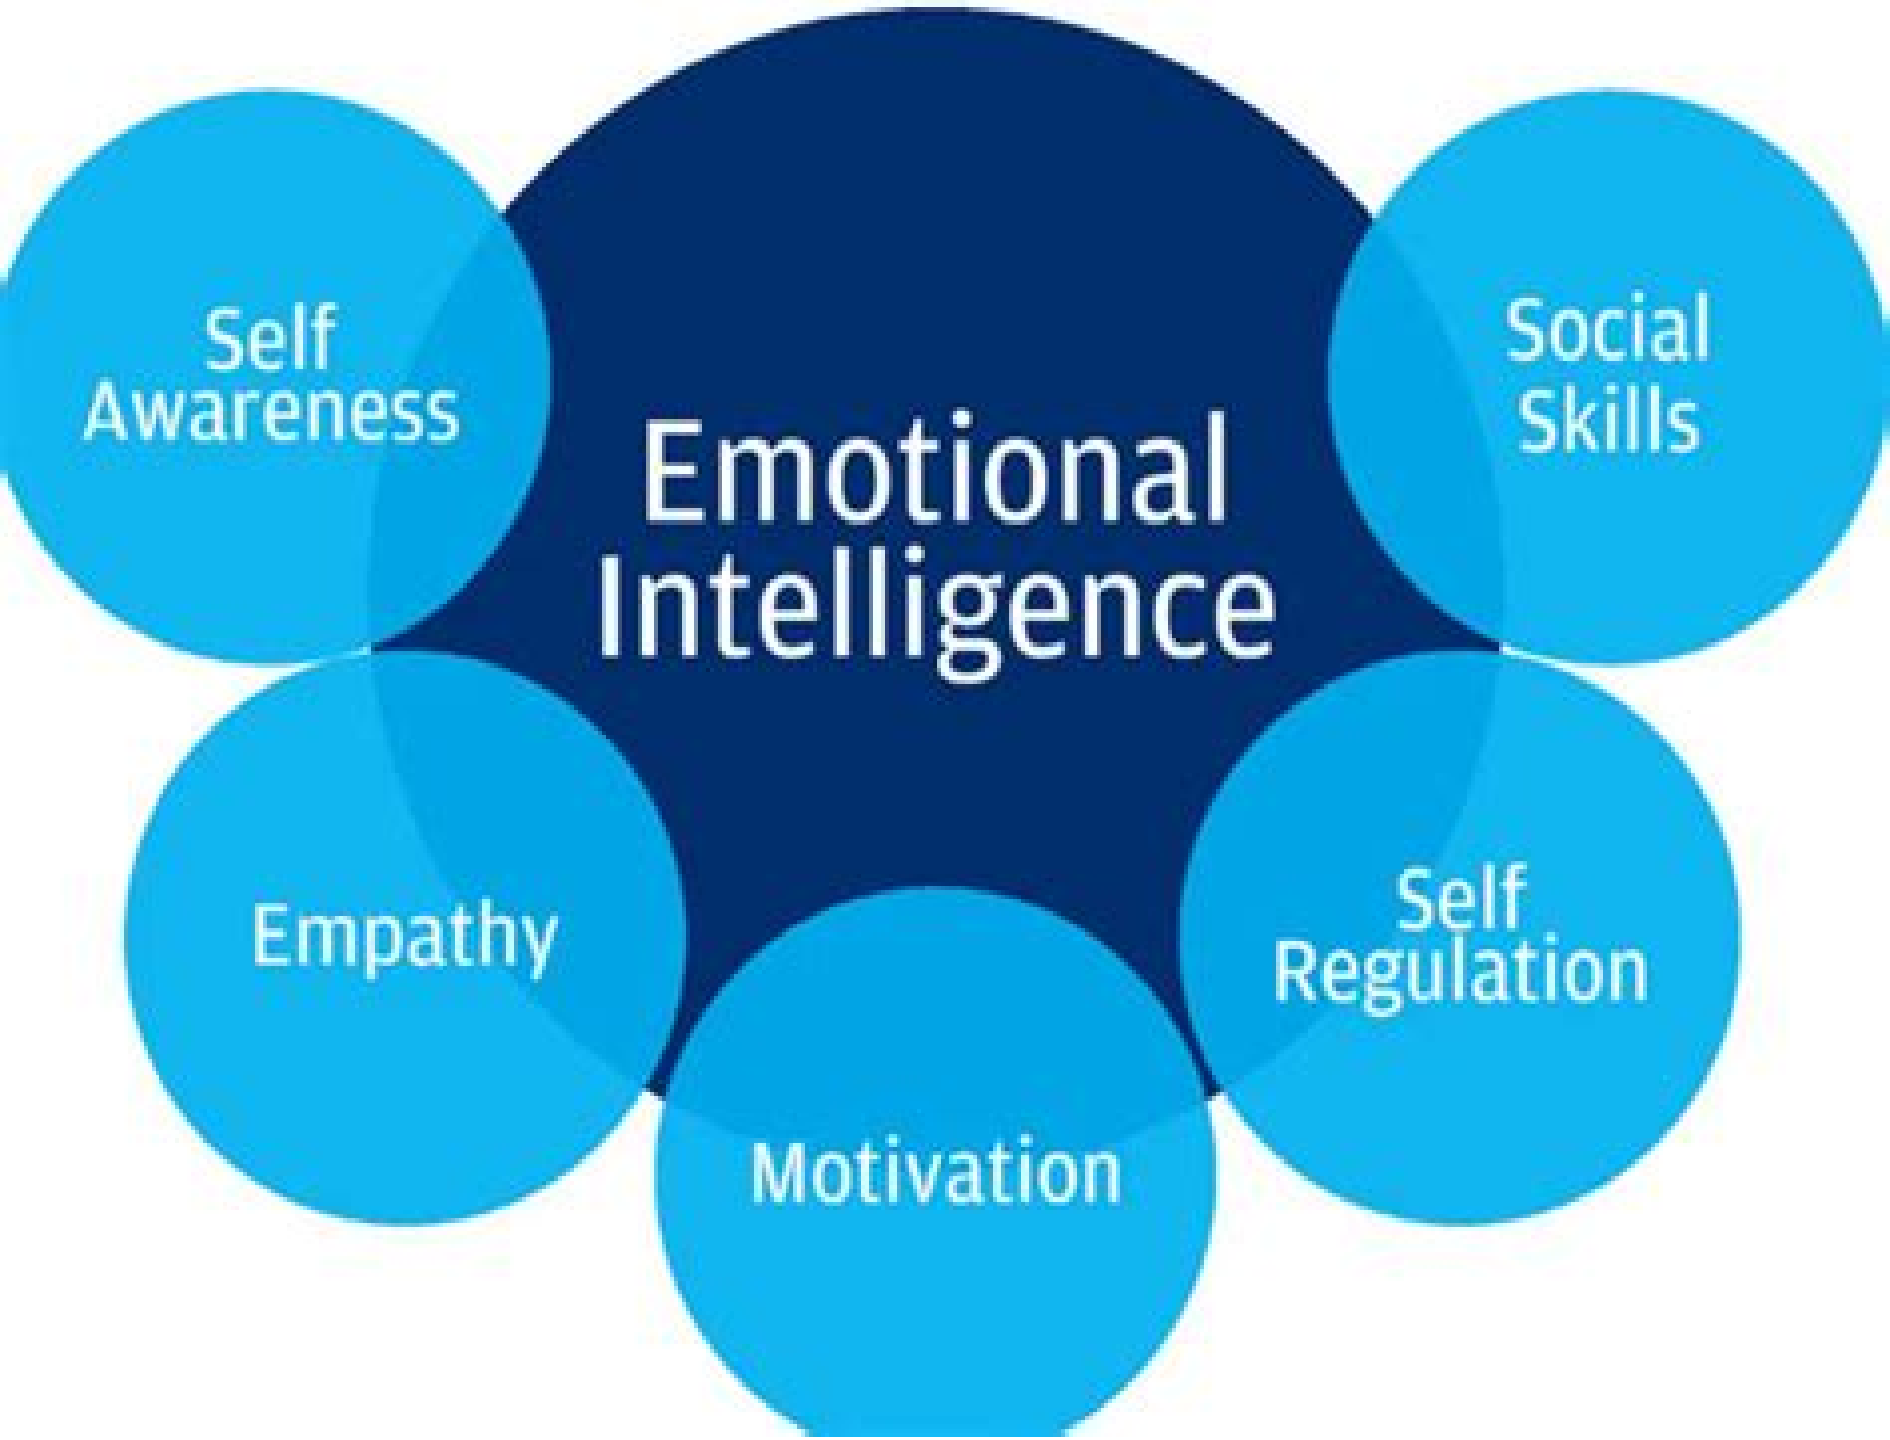 Self
Awareness
Emotional
Intelligence
Social
Skills
Empathy
Motivation
Self
Regulation